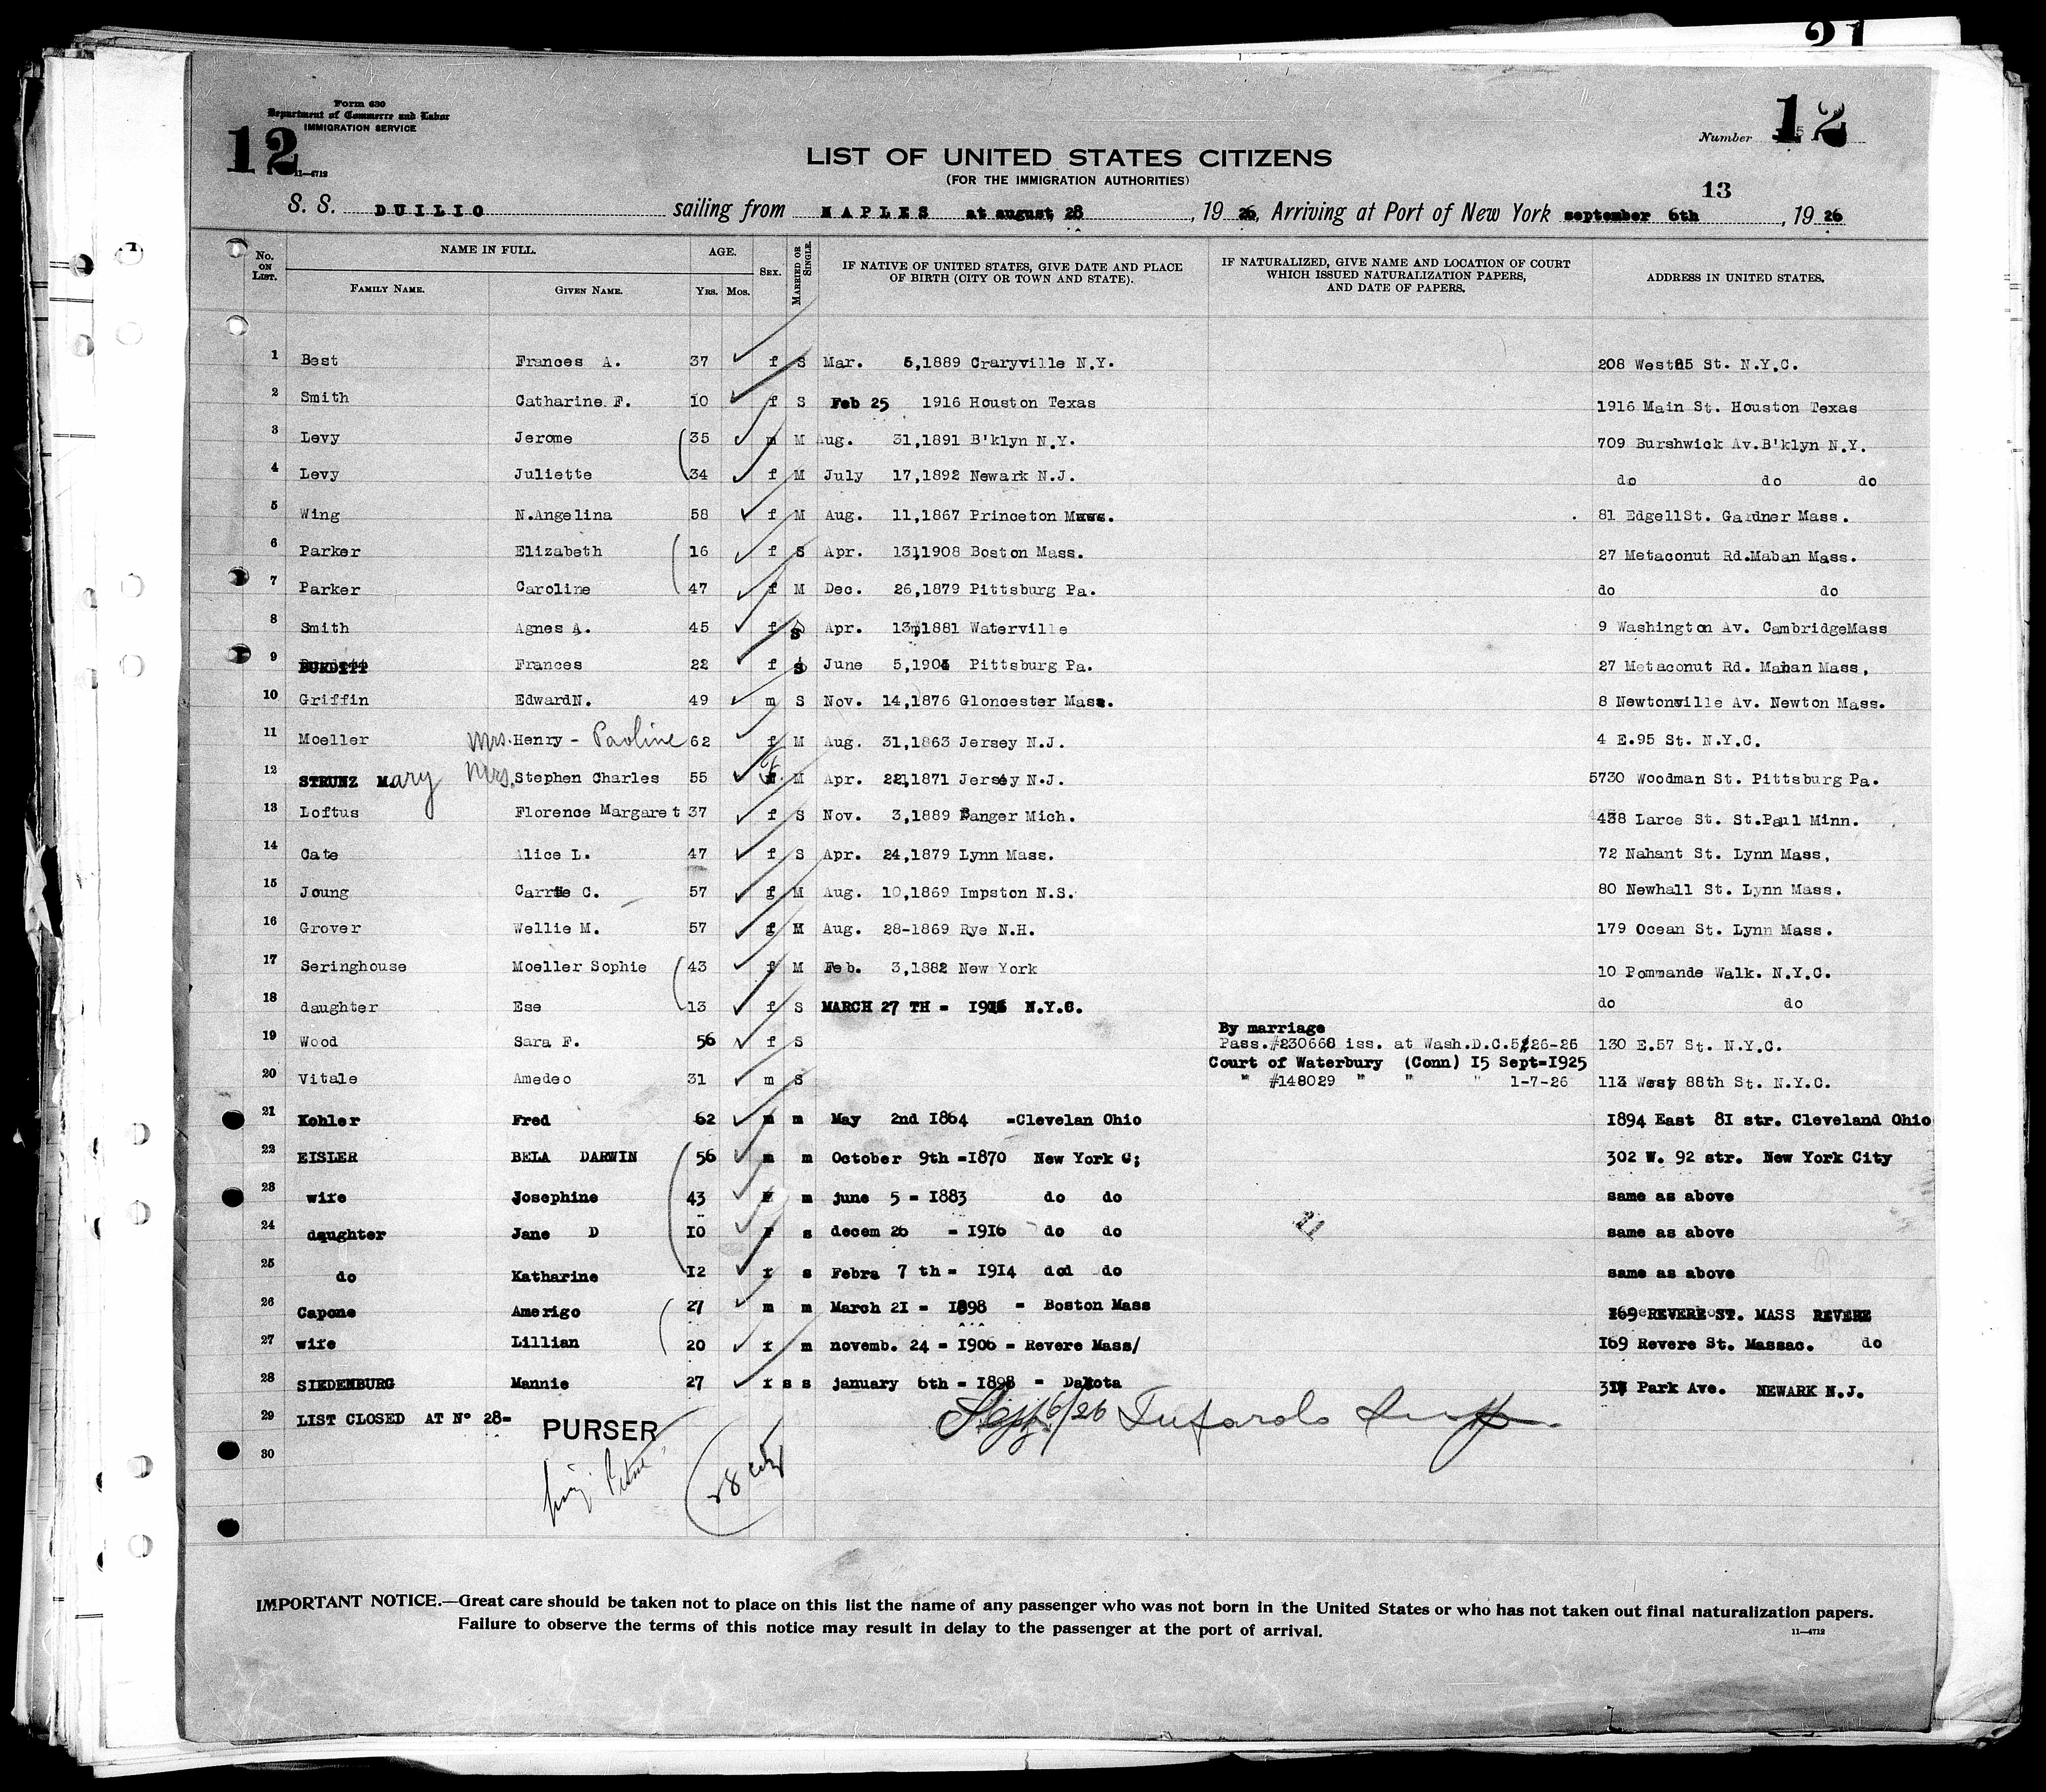 21
Form 630
Department of Commerce and Labor
IMMIGRATION SERVICE
12
11—4712
Number 12
LIST OF UNITED STATES CITIZENS
(FOR THE IMMIGRATION AUTHORITIES)
13
S. S. DUILIO sailing from NAPLES at august 28, 19 26, Arriving at Port of New York september 6th, 19 26
No. ON LIST.
NAME IN FULL.
FAMILY NAME. GIVEN NAME.
AGE.
YRS. MOS.
SEX.
MARRIED OR SINGLE.
IF NATIVE OF UNITED STATES, GIVE DATE AND PLACE OF BIRTH (CITY OR TOWN AND STATE).
IF NATURALIZED, GIVE NAME AND LOCATION OF COURT WHICH ISSUED NATURALIZATION PAPERS, AND DATE OF PAPERS.
ADDRESS IN UNITED STATES.
1 Best Frances A. 37 f S Mar. 5,1889 Craryville N.Y. 208 West 85 St. N.Y.C.
2 Smith Catharine F. 10 f S Feb 25 1916 Houston Texas 1916 Main St. Houston Texas
3 Levy Jerome 35 m M Aug. 31,1891 B'klyn N.Y. 709 Burshwick Av.B'klyn N.Y.
4 Levy Juliette 34 f M July 17,1892 Newark N.J. do do do
5 Wing N.Angelina 58 f M Aug. 11,1867 Princeton Mass. 81 EdgellSt. Gardner Mass.
6 Parker Elizabeth 16 f S Apr. 13,1908 Boston Mass. 27 Metaconut Rd.Maban Mass.
7 Parker Caroline 47 f M Dec. 26,1879 Pittsburg Pa. do do
8 Smith Agnes A. 45 f S Apr. 13,1881 Waterville 9 Washington Av. CambridgeMass
9 BURDITT Frances 22 f S June 5,1904 Pittsburg Pa. 27 Metaconut Rd. Mahan Mass,
10 Griffin EdwardN. 49 m S Nov. 14,1876 Gloncester Mass. 8 Newtonville Av. Newton Mass.
11 Moeller Mrs. Henry - Pauline 62 f M Aug. 31,1863 Jersey N.J. 4 E.95 St. N.Y.C.
12 STRUNZ Mary Mrs. Stephen Charles 55 F M Apr. 22,1871 Jersey N.J. 5730 Woodman St. Pittsburg Pa.
13 Loftus Florence Margaret 37 f S Nov. 3,1889 Banger Mich. 438 Larce St. St.Paul Minn.
14 Cate Alice L. 47 f S Apr. 24,1879 Lynn Mass. 72 Nahant St. Lynn Mass,
15 Joung Carrie C. 57 f M Aug. 10,1869 Impston N.S. 80 Newhall St. Lynn Mass.
16 Grover Wellie M. 57 f M Aug. 28-1869 Rye N.H. 179 Ocean St. Lynn Mass.
17 Seringhouse Moeller Sophie 43 f M Feb. 3,1882 New York 10 Pommande Walk. N.Y.C.
18 daughter Ese 13 f S MARCH 27 TH = N.Y.C. do do
By marriage
19 Wood Sara F. 56 f S Pass.#230668 iss. at Wash.D.C.5/26-26 130 E.57 St. N.Y.C.
Court of Waterbury (Conn) 15 Sept=1925
20 Vitale Amedeo 31 m S " #148029 " " " 1-7-26 113 West 88th St. N.Y.C.
21 Kohler Fred 62 m m May 2nd 1864 =Clevelan Ohio 1894 East 81 str. Cleveland Ohio
22 EISLER BELA DARWIN 56 m m October 9th =1870 New York C; 302 W. 92 str. New York City
23 wife Josephine 43 f m june 5 = 1883 do do same as above
24 daughter Jane D 10 f s decem 26 = 1916 do do same as above
21
25 do Katharine 12 f s Febra 7 th = 1914 dod do same as above
26 Capone Amerigo 27 m m March 21 = 1898 = Boston Mass 169 REVERE ST. MASS REVERE
27 wife Lillian 20 f m novemb. 24 = 1906 = Revere Mass/ 169 Revere St. Massac. do
28 SIEDENBURG Mannie 27 f s s january 6th = 1898 = Dakota Park Ave. NEWARK N.J.
29 LIST CLOSED AT N° 28= PURSER 6/26
30
28
IMPORTANT NOTICE.—Great care should be taken not to place on this list the name of any passenger who was not born in the United States or who has not taken out final naturalization papers.
Failure to observe the terms of this notice may result in delay to the passenger at the port of arrival.
11—4712